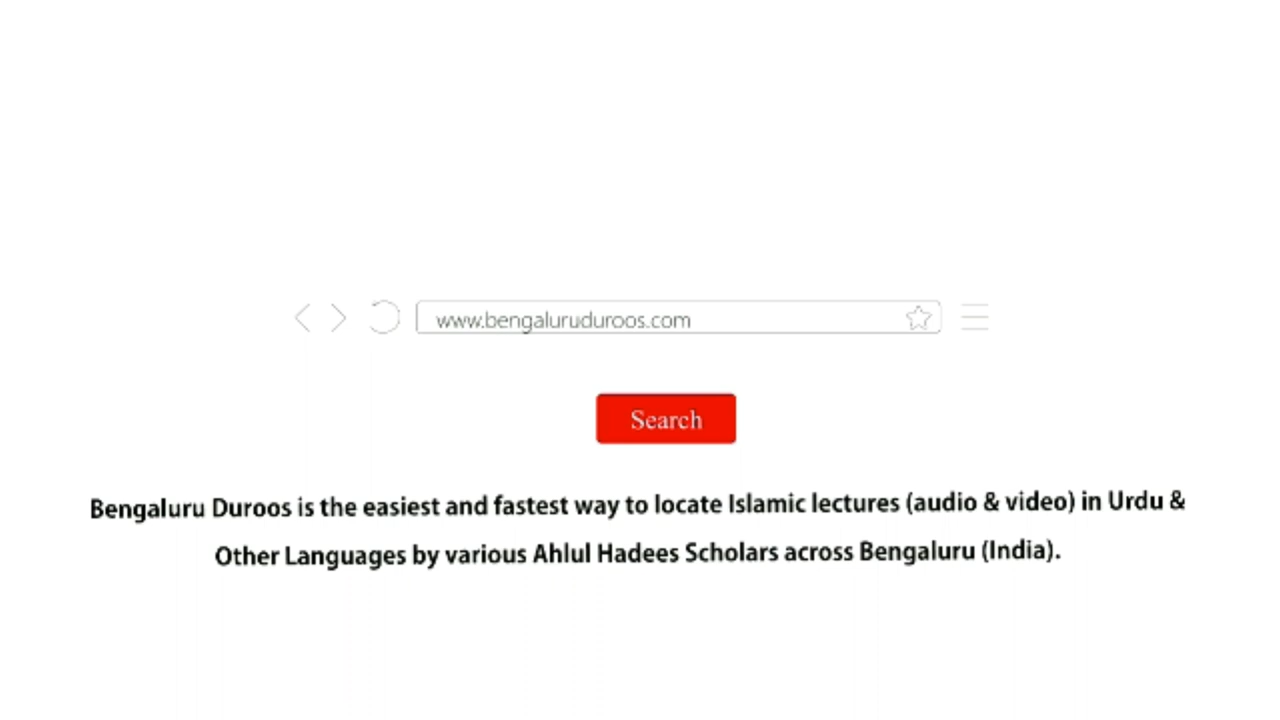 www.bengaluruduroos.com
Search
Bengaluru Duroos is the easiest and fastest way to locate Islamic lectures (audio & video) in Urdu &
Other Languages by various Ahlul Hadees Scholars across Bengaluru (India).